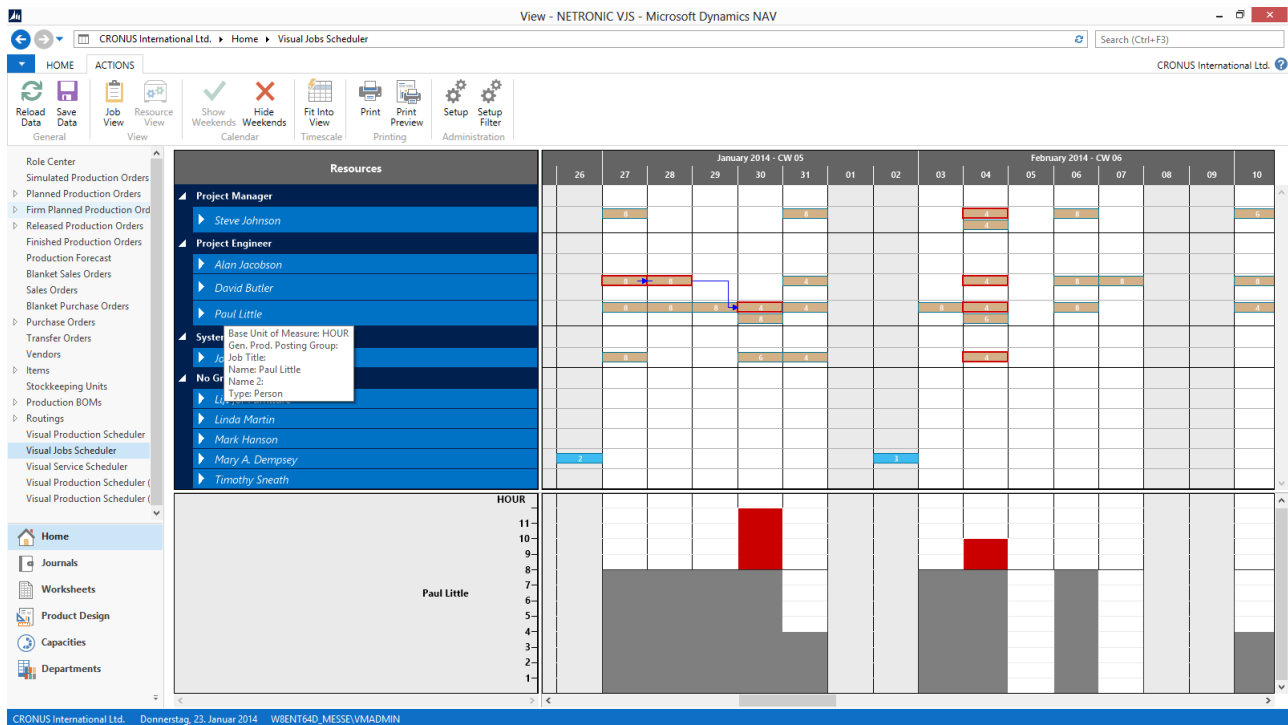 View - NETRONIC VJS - Microsoft Dynamics NAV
CRONUS International Ltd. Home Visual Jobs Scheduler
Search (Ctrl+F3)
HOME ACTIONS
CRONUS International Ltd.
Reload Data
Save Data
Job View
Resource View
Show Weekends
Hide Weekends
Fit Into View
Print
Print Preview
Setup
Setup Filter
General View Calendar Timescale Printing Administration
Role Center
Simulated Production Orders
Planned Production Orders
Firm Planned Production Ord
Released Production Orders
Finished Production Orders
Production Forecast
Blanket Sales Orders
Sales Orders
Blanket Purchase Orders
Purchase Orders
Transfer Orders
Vendors
Items
Stockkeeping Units
Production BOMs
Routings
Visual Production Scheduler
Visual Jobs Scheduler
Visual Service Scheduler
Visual Production Scheduler (
Visual Production Scheduler (
Home
Journals
Worksheets
Product Design
Capacities
Departments
Resources
January 2014 - CW 05 February 2014 - CW 06
26 27 28 29 30 31 01 02 03 04 05 06 07 08 09 10
Project Manager
Steve Johnson 8 8 4 8 6
4
Project Engineer
Alan Jacobson
David Butler 8 8 4 4 8 8 8
Paul Little 8 8 8 4 4 8 4 8 4
8 6
Syster
Jo 8 6 4 4
No Gr
Base Unit of Measure: HOUR
Gen. Prod. Posting Group:
Job Title:
Name: Paul Little
Name 2:
Type: Person
Linda Martin
Mark Hanson
Mary A. Dempsey 2 3
Timothy Sneath
HOUR
11
10
9
8
7
Paul Little
6
5
4
3
2
1
CRONUS International Ltd. Donnerstag, 23. Januar 2014 W8ENT64D_MESSE\VMADMIN